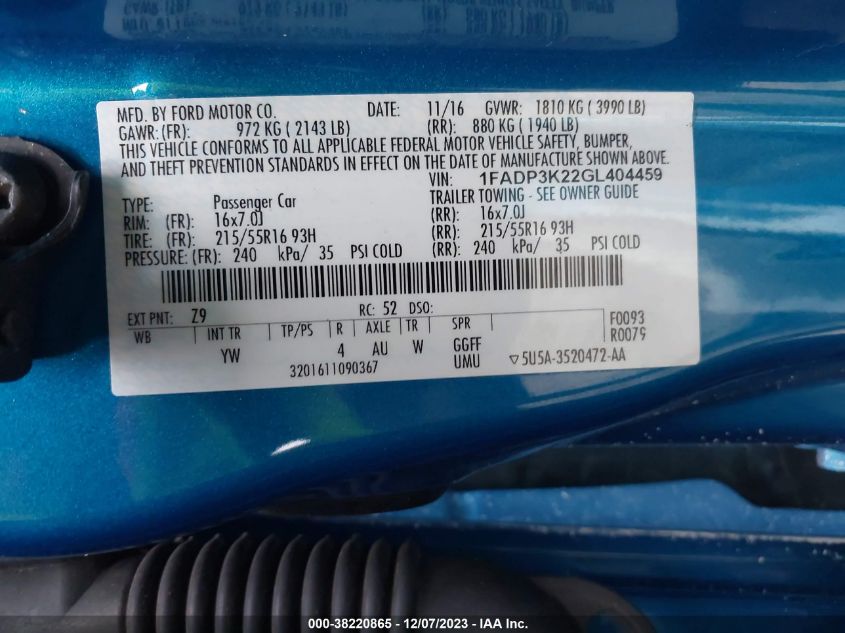 MFD. BY FORD MOTOR CO. DATE: 11/16 GVWR: 1810 KG ( 3990 LB)
GAWR: (FR): 972 KG ( 2143 LB) (RR): 880 KG ( 1940 LB)
THIS VEHICLE CONFORMS TO ALL APPLICABLE FEDERAL MOTOR VEHICLE SAFETY, BUMPER,
AND THEFT PREVENTION STANDARDS IN EFFECT ON THE DATE OF MANUFACTURE SHOWN ABOVE.
VIN: 1FADP3K22GL404459
TYPE: Passenger Car TRAILER TOWING - SEE OWNER GUIDE
RIM: (FR): 16x7.0J (RR): 16x7.0J
TIRE: (FR): 215/55R16 93H (RR): 215/55R16 93H
PRESSURE: (FR): 240 kPa/ 35 PSI COLD (RR): 240 kPa/ 35 PSI COLD
EXT PNT: Z9 RC: 52 DSO: F0093
WB INT TR TP/PS R AXLE TR SPR R0079
YW 4 AU W GGFF
3201611090367 UMU ▽5U5A-3520472-AA
000-38220865 - 12/07/2023 - IAA Inc.